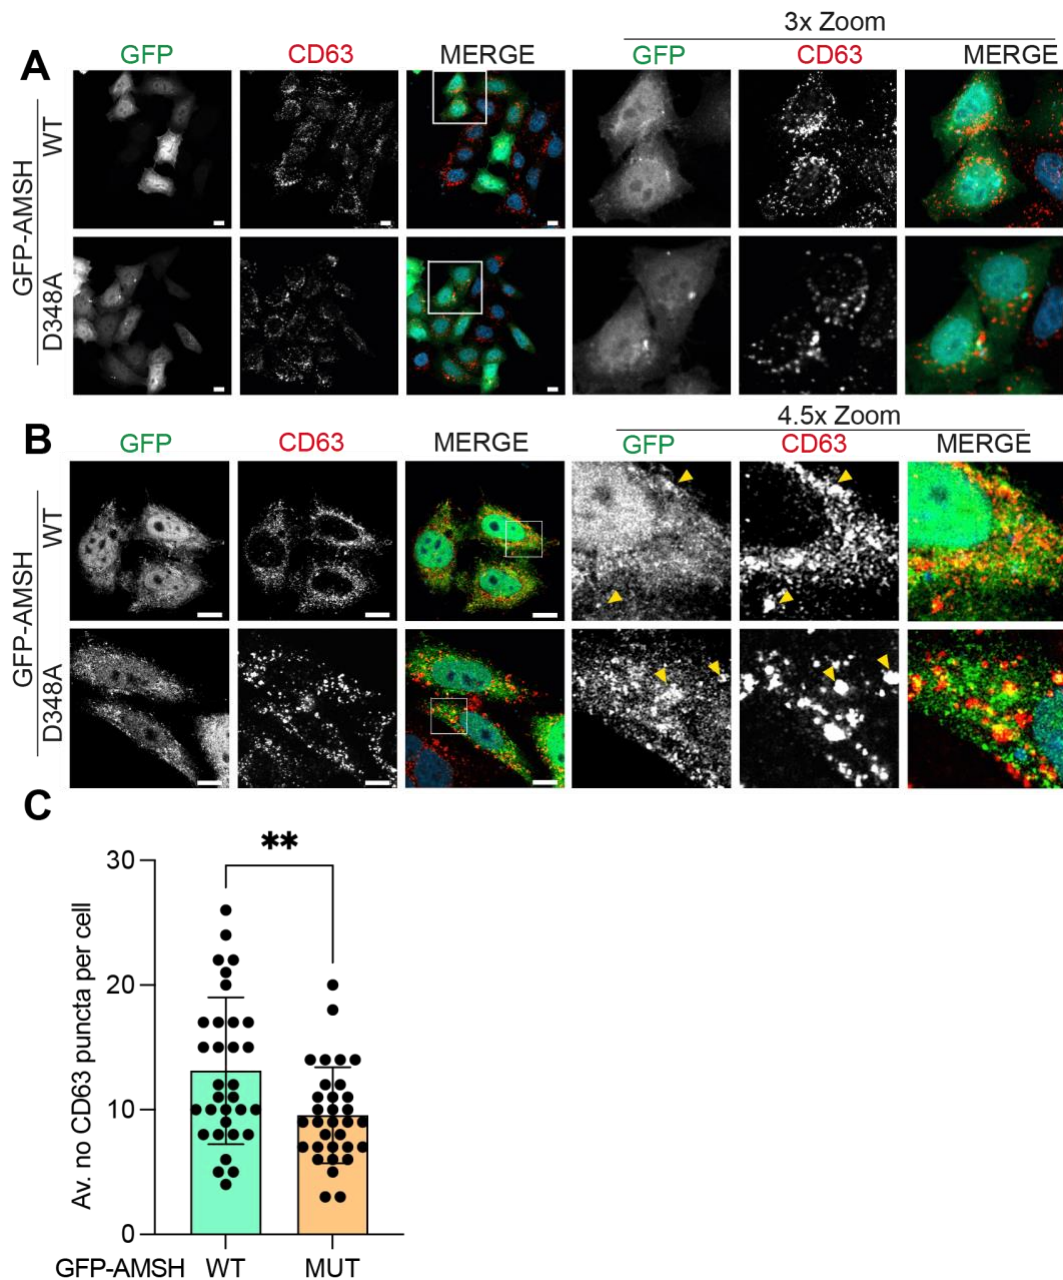 3x Zoom
A GFP CD63 MERGE GFP CD63 MERGE
GFP-AMSH
WT
D348A
4.5x Zoom
B GFP CD63 MERGE GFP CD63 MERGE
GFP-AMSH
WT
D348A
C
**
Av. no CD63 puncta per cell
30
20
10
0
GFP-AMSH WT MUT